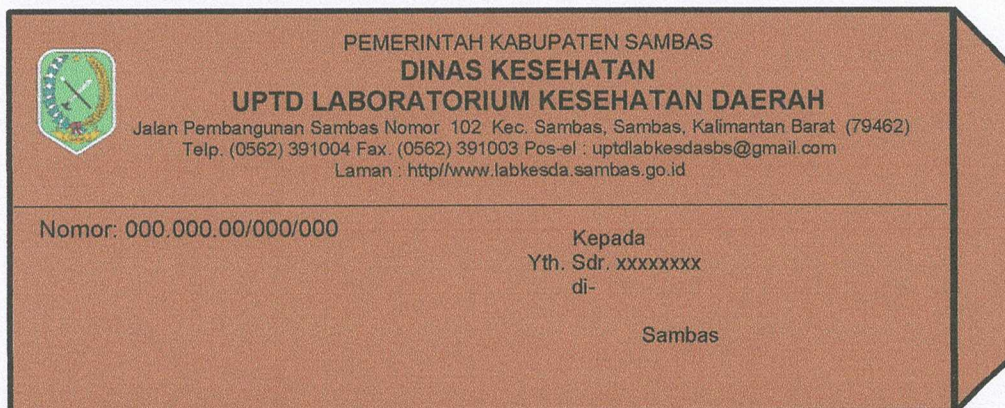 PEMERINTAH KABUPATEN SAMBAS
DINAS KESEHATAN
UPTD LABORATORIUM KESEHATAN DAERAH
Jalan Pembangunan Sambas Nomor 102 Kec. Sambas, Sambas, Kalimantan Barat (79462)
Telp. (0562) 391004 Fax. (0562) 391003 Pos-el : uptdlabkesdasbs@gmail.com
Laman : http//www.labkesda.sambas.go.id
Nomor: 000.000.00/000/000
Kepada
Yth. Sdr. xxxxxxxx
di-
Sambas